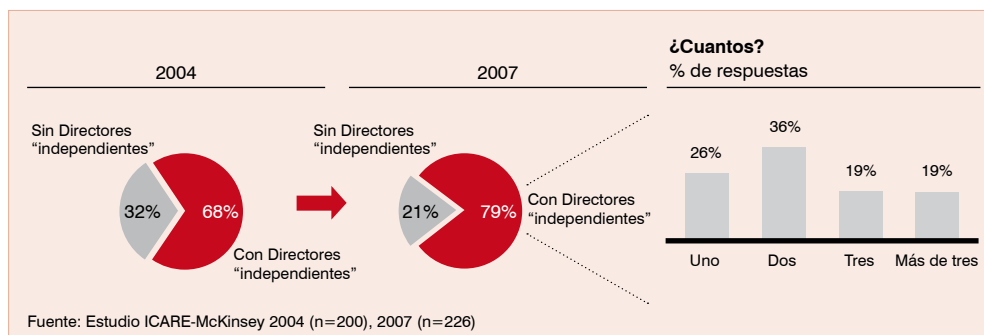 2004
Sin Directores
“independientes”
32%
68%
Con Directores
“independientes”
2007
Sin Directores
“independientes”
21%
79%
Con Directores
“independientes”
¿Cuantos?
% de respuestas
26%
36%
19%
19%
Uno
Dos
Tres
Más de tres
Fuente: Estudio ICARE-McKinsey 2004 (n=200), 2007 (n=226)